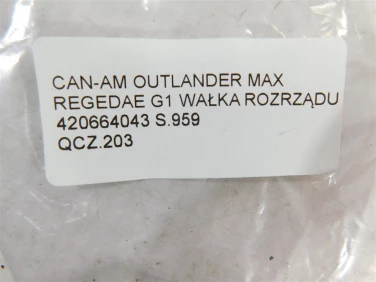 CAN-AM OUTLANDER MAX
REGEDAE G1 WAŁKA ROZRZĄDU
420664043 S.959
QCZ.203